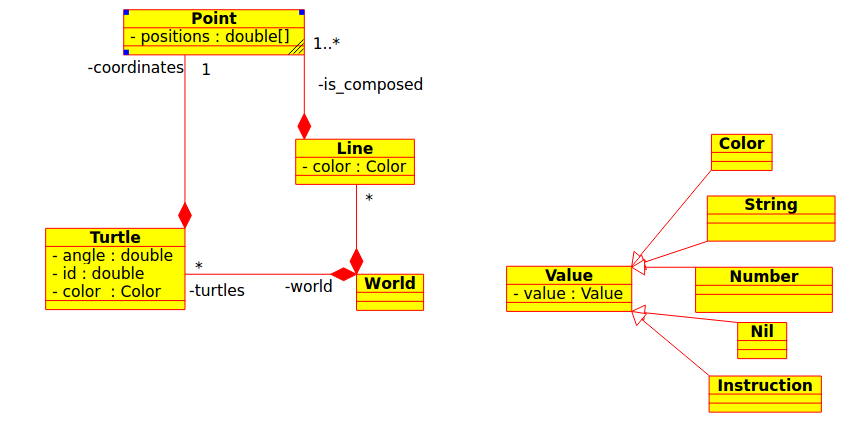 Point
- positions : double[]
1..*
-coordinates
1
-is_composed
Line
- color : Color
*
Turtle
- angle : double
- id : double
- color  : Color
*
-turtles
-world
World
Color
String
Value
- value : Value
Number
Nil
Instruction